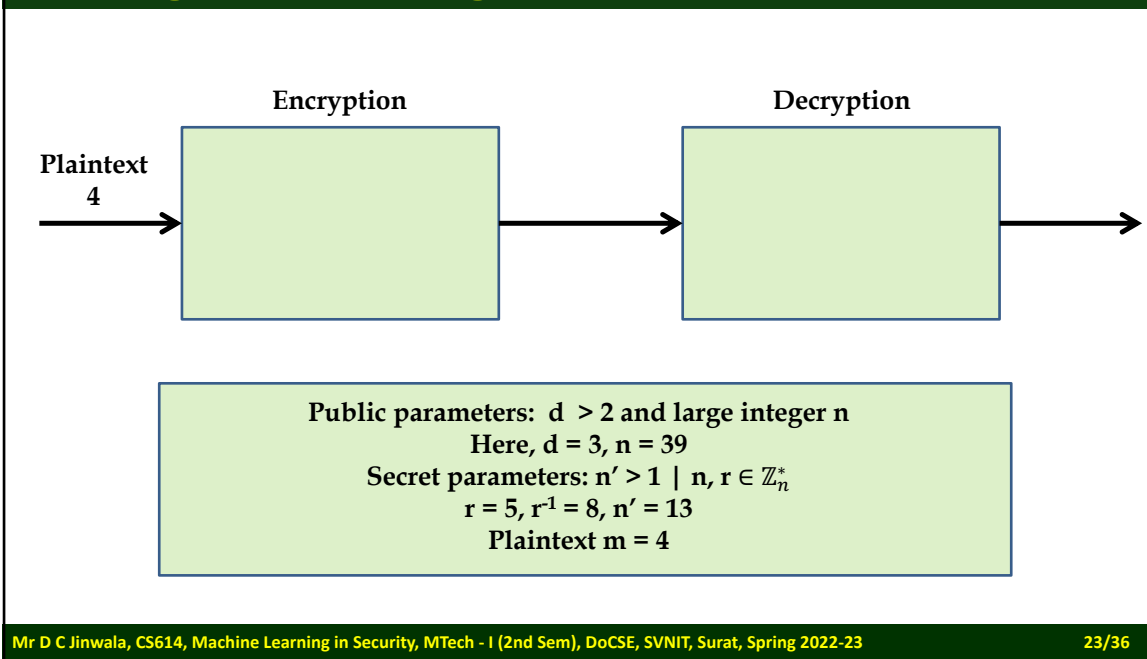 Encryption
Decryption
Plaintext
4
Public parameters: d > 2 and large integer n
Here, d = 3, n = 39
Secret parameters: n′ > 1 | n, r ∈ ℤ*ₙ
r = 5, r⁻¹ = 8, n′ = 13
Plaintext m = 4
Mr D C Jinwala, CS614, Machine Learning in Security, MTech - I (2nd Sem), DoCSE, SVNIT, Surat, Spring 2022-23
23/36